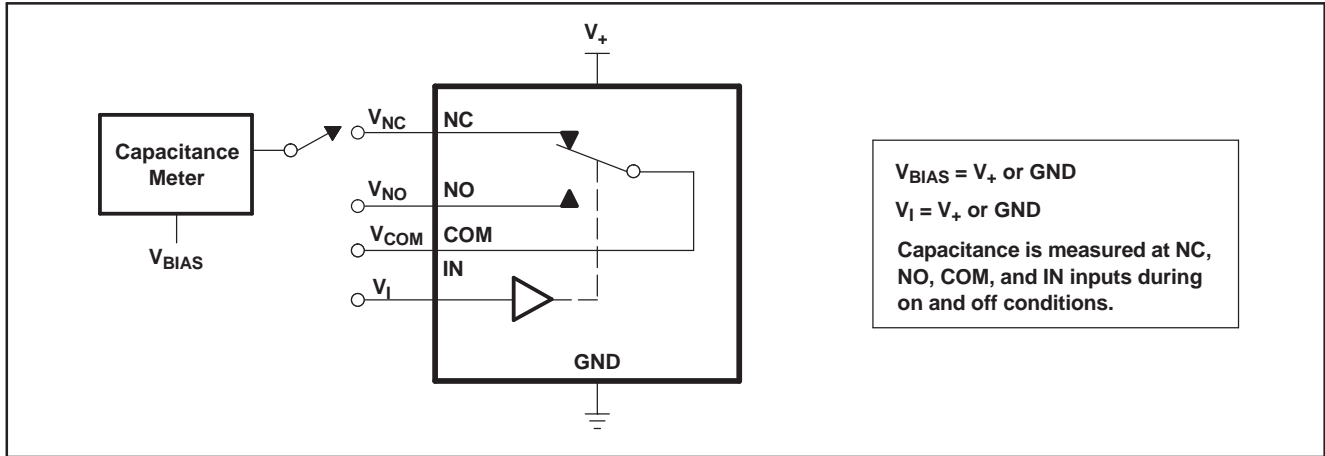 V+
Capacitance
Meter
VBIAS
VNC
NC
VNO
NO
VCOM
COM
IN
VI
GND
VBIAS = V+ or GND
VI = V+ or GND
Capacitance is measured at NC,
NO, COM, and IN inputs during
on and off conditions.